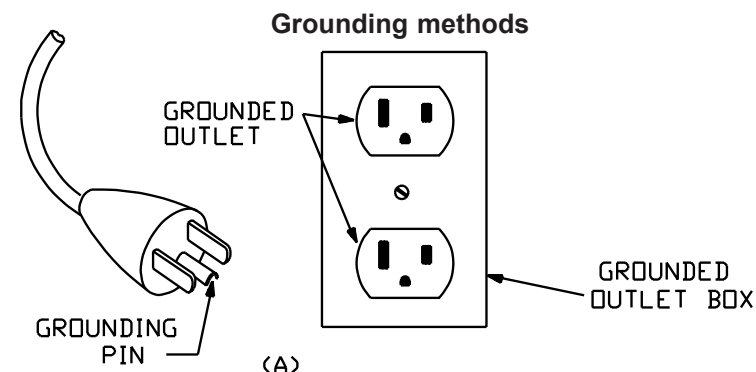 Grounding methods
GROUNDED
OUTLET
GROUNDED
OUTLET BOX
GROUNDING
PIN
(A)